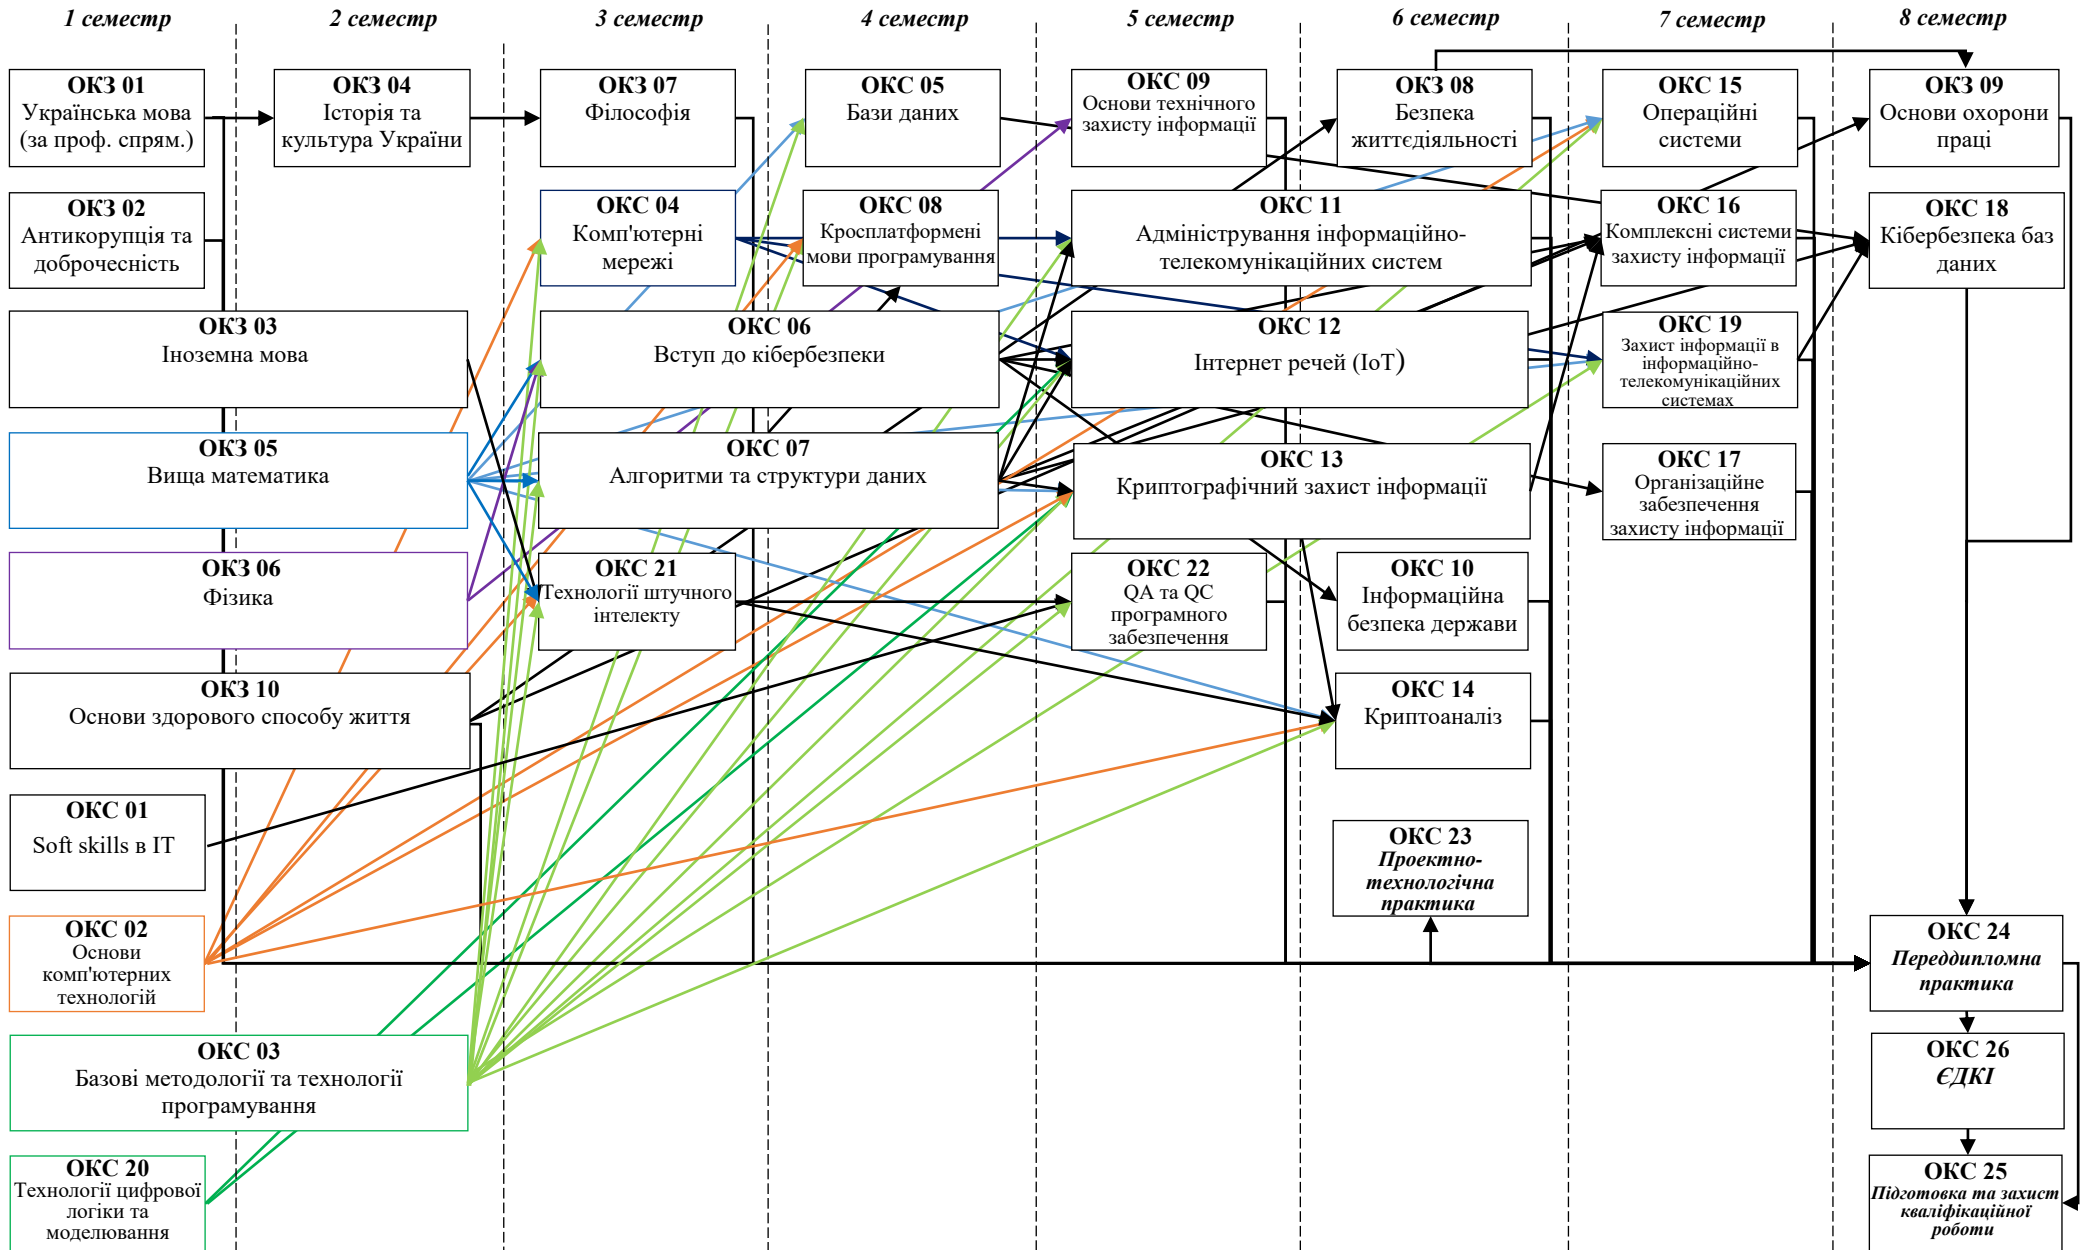 1 семестр
2 семестр
3 семестр
4 семестр
5 семестр
6 семестр
7 семестр
8 семестр
ОКЗ 01
Українська мова
(за проф. спрям.)
ОКЗ 04
Історія та
культура України
ОКЗ 07
Філософія
ОКС 05
Бази даних
ОКС 09
Основи технічного
захисту інформації
ОКЗ 08
Безпека
життєдіяльності
ОКС 15
Операційні
системи
ОКЗ 09
Основи охорони
праці
ОКЗ 02
Антикорупція та
доброчесність
ОКС 04
Комп'ютерні
мережі
ОКС 08
Кросплатформені
мови програмування
ОКС 11
Адміністрування інформаційно-
телекомунікаційних систем
ОКС 16
Комплексні системи
захисту інформації
ОКС 18
Кібербезпека баз
даних
ОКЗ 03
Іноземна мова
ОКС 06
Вступ до кібербезпеки
ОКС 12
Інтернет речей (IoT)
ОКС 19
Захист інформації в
інформаційно-
телекомунікаційних
системах
ОКЗ 05
Вища математика
ОКС 07
Алгоритми та структури даних
ОКС 13
Криптографічний захист інформації
ОКС 17
Організаційне
забезпечення
захисту інформації
ОКЗ 06
Фізика
ОКС 21
Технології штучного
інтелекту
ОКС 22
QA та QC
програмного
забезпечення
ОКС 10
Інформаційна
безпека держави
ОКЗ 10
Основи здорового способу життя
ОКС 14
Криптоаналіз
ОКС 01
Soft skills в ІТ
ОКС 23
Проектно-
технологічна
практика
ОКС 02
Основи
комп'ютерних
технологій
ОКС 24
Переддипломна
практика
ОКС 03
Базові методології та технології
програмування
ОКС 26
ЄДКІ
ОКС 20
Технології цифрової
логіки та
моделювання
ОКС 25
Підготовка та захист
кваліфікаційної
роботи